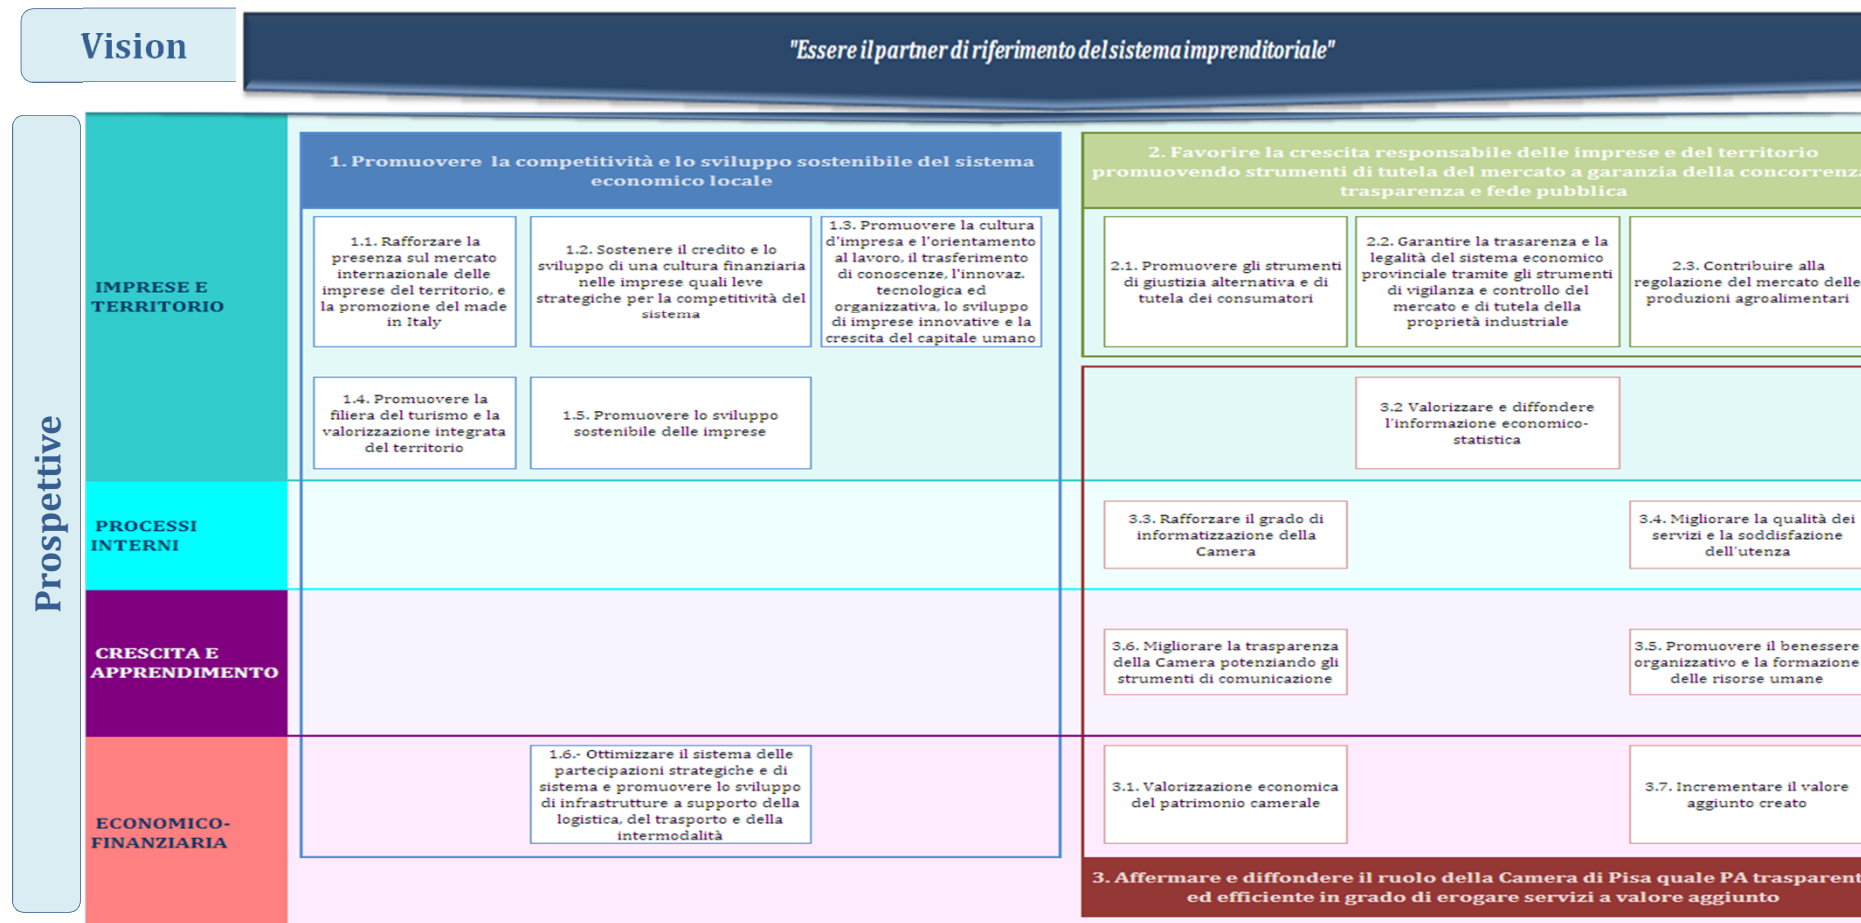 Vision
"Essere il partner di riferimento del sistema imprenditoriale"
Prospettive
IMPRESE E
TERRITORIO
1. Promuovere la competitività e lo sviluppo sostenibile del sistema
economico locale
1.1. Rafforzare la
presenza sul mercato
internazionale delle
imprese del territorio, e
la promozione del made
in Italy
1.2. Sostenere il credito e lo
sviluppo di una cultura finanziaria
nelle imprese quali leve
strategiche per la competitività del
sistema
1.3. Promuovere la cultura
d'impresa e l'orientamento
al lavoro, il trasferimento
di conoscenze, l'innovaz.
tecnologica ed
organizzativa, lo sviluppo
di imprese innovative e la
crescita del capitale umano
1.4. Promuovere la
filiera del turismo e la
valorizzazione integrata
del territorio
1.5. Promuovere lo sviluppo
sostenibile delle imprese
2. Favorire la crescita responsabile delle imprese e del territorio
promuovendo strumenti di tutela del mercato a garanzia della concorrenza
trasparenza e fede pubblica
2.1. Promuovere gli strumenti
di giustizia alternativa e di
tutela dei consumatori
2.2. Garantire la trasarenza e la
legalità del sistema economico
provinciale tramite gli strumenti
di vigilanza e controllo del
mercato e di tutela della
proprietà industriale
2.3. Contribuire alla
regolazione del mercato delle
produzioni agroalimentari
3.2 Valorizzare e diffondere
l'informazione economico-
statistica
PROCESSI
INTERNI
3.3. Rafforzare il grado di
informatizzazione della
Camera
3.4. Migliorare la qualità dei
servizi e la soddisfazione
dell'utenza
CRESCITA E
APPRENDIMENTO
3.6. Migliorare la trasparenza
della Camera potenziando gli
strumenti di comunicazione
3.5. Promuovere il benessere
organizzativo e la formazione
delle risorse umane
ECONOMICO-
FINANZIARIA
1.6.- Ottimizzare il sistema delle
partecipazioni strategiche e di
sistema e promuovere lo sviluppo
di infrastrutture a supporto della
logistica, del trasporto e della
intermodalità
3.1. Valorizzazione economica
del patrimonio camerale
3.7. Incrementare il valore
aggiunto creato
3. Affermare e diffondere il ruolo della Camera di Pisa quale PA trasparent
ed efficiente in grado di erogare servizi a valore aggiunto